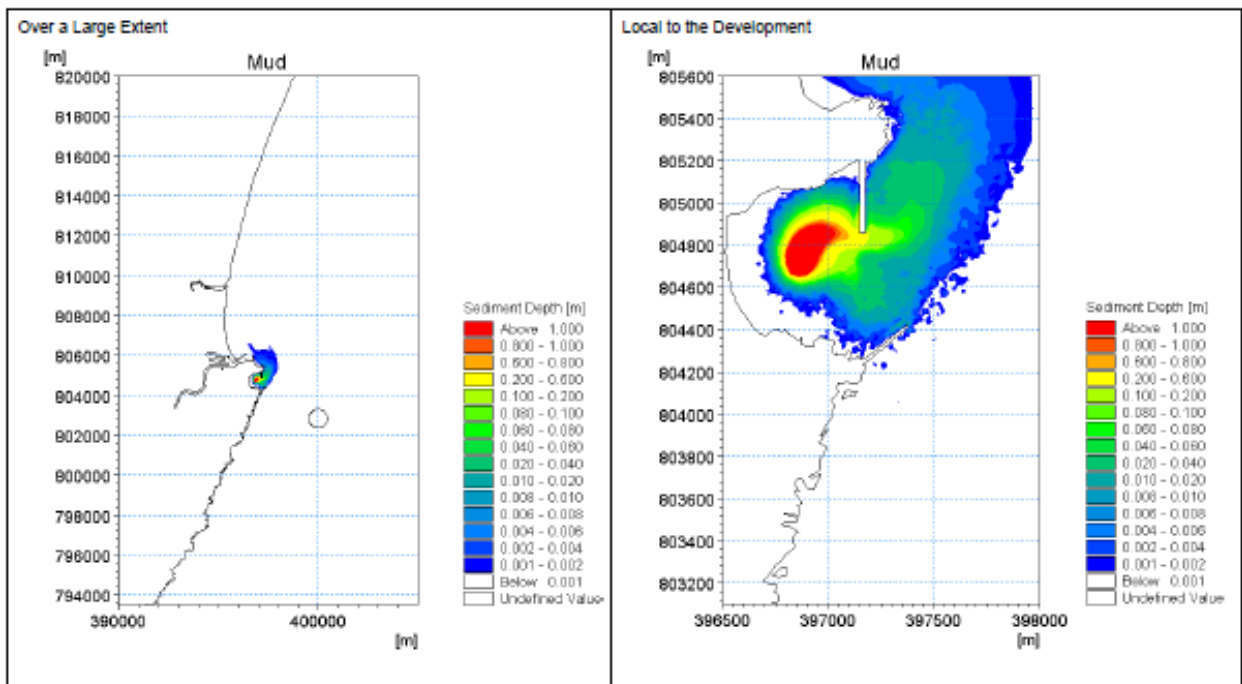 Over a Large Extent
[m]
Mud
820000
818000
816000
814000
812000
810000
808000
806000
804000
802000
800000
798000
796000
794000
390000
400000
[m]
Sediment Depth [m]
Above 1.000
0.800 - 1.000
0.600 - 0.800
0.200 - 0.600
0.100 - 0.200
0.080 - 0.100
0.060 - 0.080
0.040 - 0.060
0.020 - 0.040
0.010 - 0.020
0.008 - 0.010
0.006 - 0.008
0.004 - 0.006
0.002 - 0.004
0.001 - 0.002
Below 0.001
Undefined Value
Local to the Development
[m]
Mud
805600
805400
805200
805000
804800
804600
804400
804200
804000
803800
803600
803400
803200
396500
397000
397500
398000
[m]
Sediment Depth [m]
Above 1.000
0.800 - 1.000
0.600 - 0.800
0.200 - 0.600
0.100 - 0.200
0.080 - 0.100
0.060 - 0.080
0.040 - 0.060
0.020 - 0.040
0.010 - 0.020
0.008 - 0.010
0.006 - 0.008
0.004 - 0.006
0.002 - 0.004
0.001 - 0.002
Below 0.001
Undefined Value